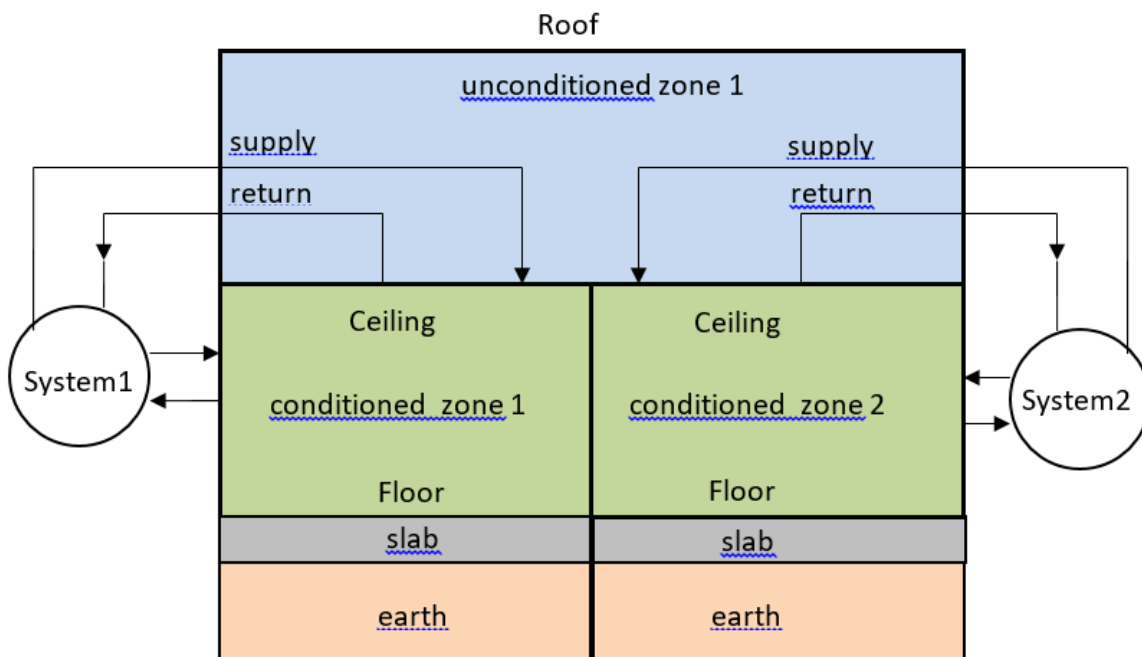 Roof
unconditioned zone 1
supply
supply
return
return
Ceiling
Ceiling
System1
conditioned zone 1
conditioned zone 2
System2
Floor
Floor
slab
slab
earth
earth